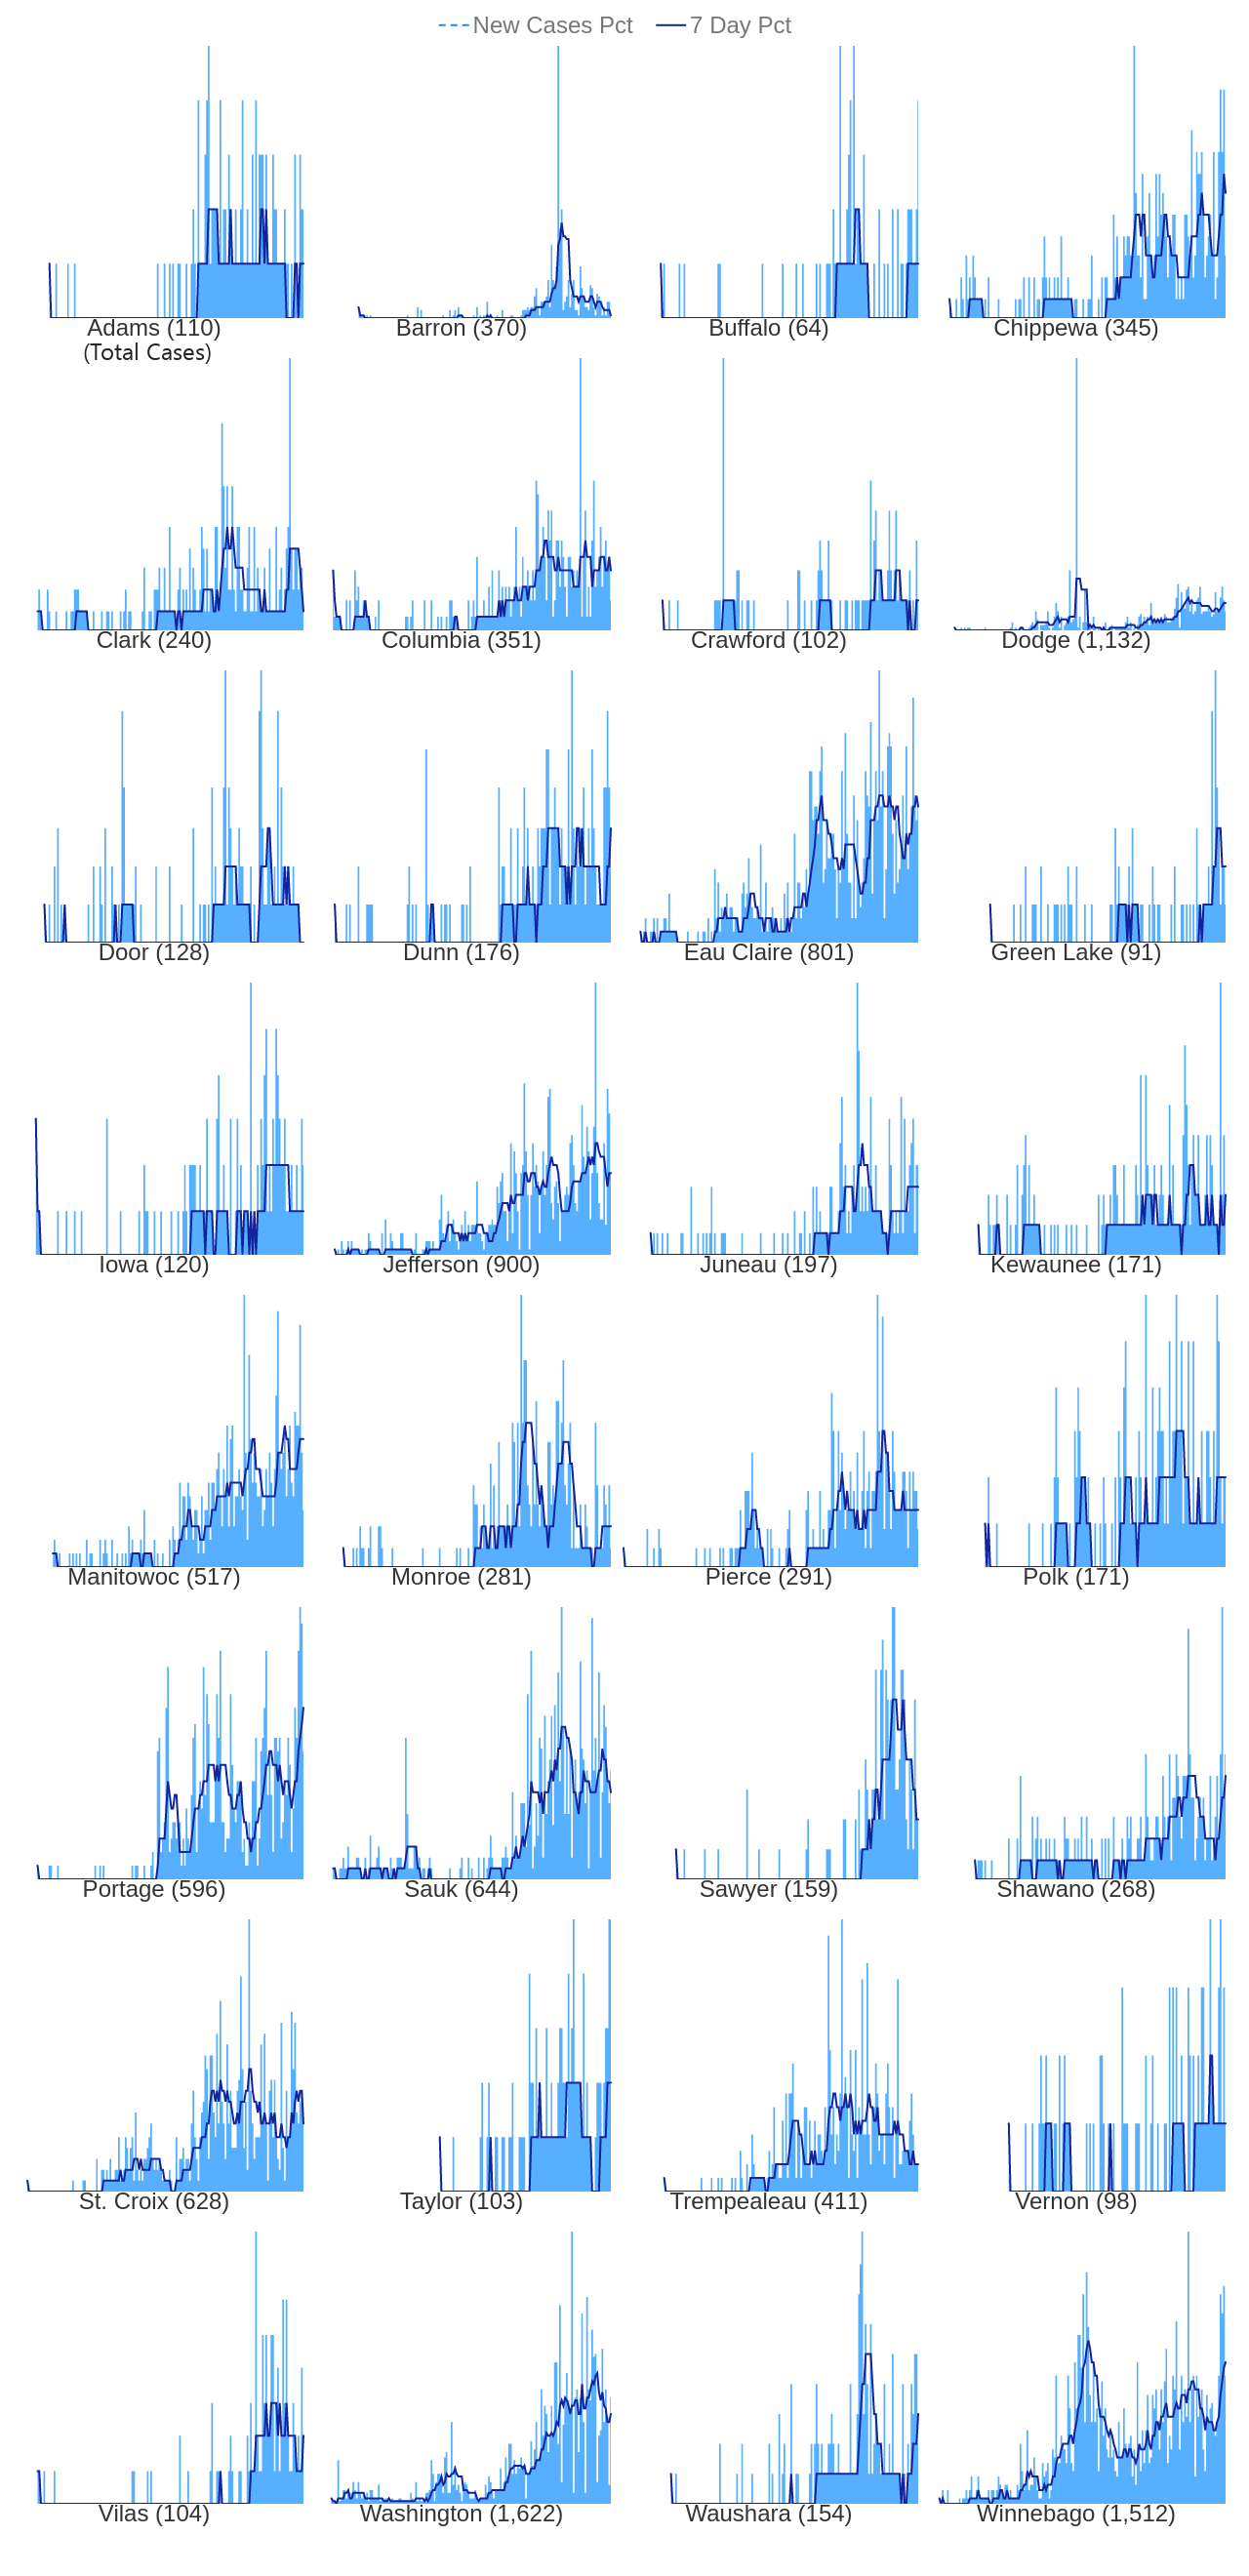 New Cases Pct 7 Day Pct
Adams (110) Barron (370) Buffalo (64) Chippewa (345)
(Total Cases)
Clark (240) Columbia (351) Crawford (102) Dodge (1,132)
Door (128) Dunn (176) Eau Claire (801) Green Lake (91)
Iowa (120) Jefferson (900) Juneau (197) Kewaunee (171)
Manitowoc (517) Monroe (281) Pierce (291) Polk (171)
Portage (596) Sauk (644) Sawyer (159) Shawano (268)
St. Croix (628) Taylor (103) Trempealeau (411) Vernon (98)
Vilas (104) Washington (1,622) Waushara (154) Winnebago (1,512)